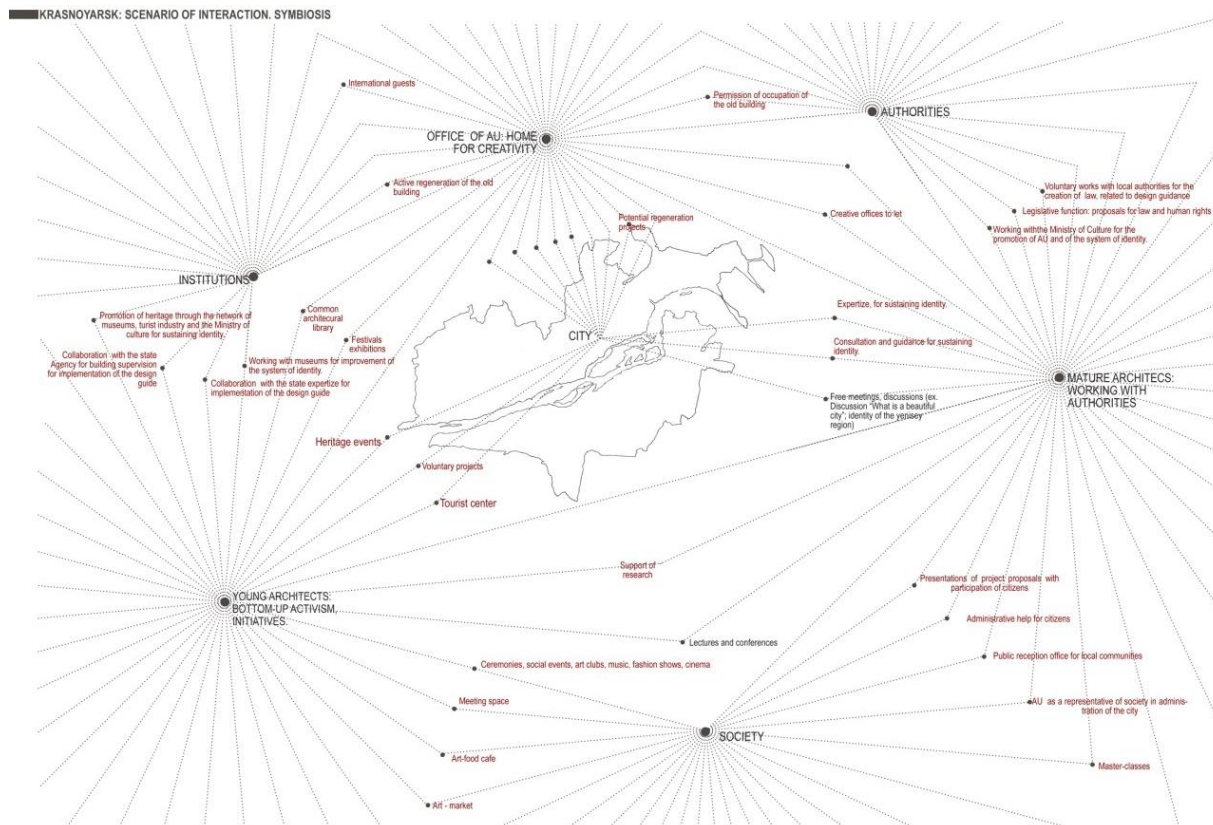 KRASNOYARSK: SCENARIO OF INTERACTION. SYMBIOSIS
International guests
Permission of occupation of
the old building
AUTHORITIES
OFFICE OF AU: HOME
FOR CREATIVITY
Active regeneration of the old
building
Voluntary works with local authorities for the
creation of law, related to design guidance
Legislative function: proposals for law and human rights
Working withthe Ministry of Culture for the
promotion of AU and of the system of identity.
Creative offices to let
Potential regeneration
projects
INSTITUTIONS
Promotion of heritage through the network of
museums, turist industry and the Ministry of
culture for sustaining identity.
Common
architecural
library
Festivals
exhibitions
Collaboration with the state
Agency for building supervision
for implementation of the design
guide
Working with museums for improvement of
the system of identity.
Collaboration with the state expertize for
implementation of the design guide
CITY
Expertize, for sustaining identity.
Consultation and guidance for sustaining
identity.
MATURE ARCHITECS:
WORKING WITH
AUTHORITIES
Free meetings, discussions (ex.
Discussion "What is a beautiful
city"; identity of the yenisey
region)
Heritage events
Voluntary projects
Tourist center
Support of
research
YOUNG ARCHITECTS:
BOTTOM-UP ACTIVISM,
INITIATIVES.
Presentations of project proposals with
participation of citizens
Administrative help for citizens
Lectures and conferences
Public reception office for local communities
Ceremonies, social events, art clubs, music, fashion shows, cinema
Meeting space
AU as a representative of society in adminis-
tration of the city
SOCIETY
Art-food cafe
Master-classes
Art - market